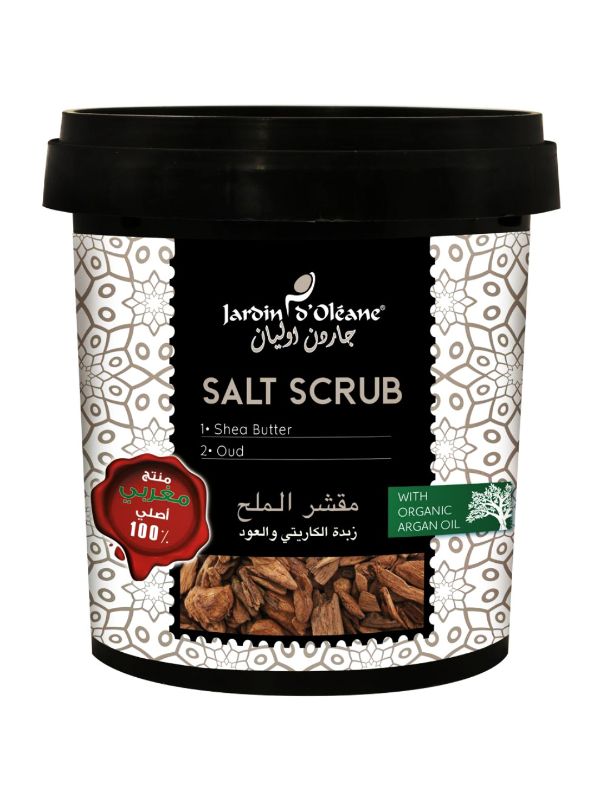 Jardin d'Oléane®
جاردن اوليان
SALT SCRUB
1• Shea Butter
2• Oud
مقشر الملح
زبدة الكاريتي والعود
منتج
مغربي
أصلي
100٪
WITH
ORGANIC
ARGAN OIL